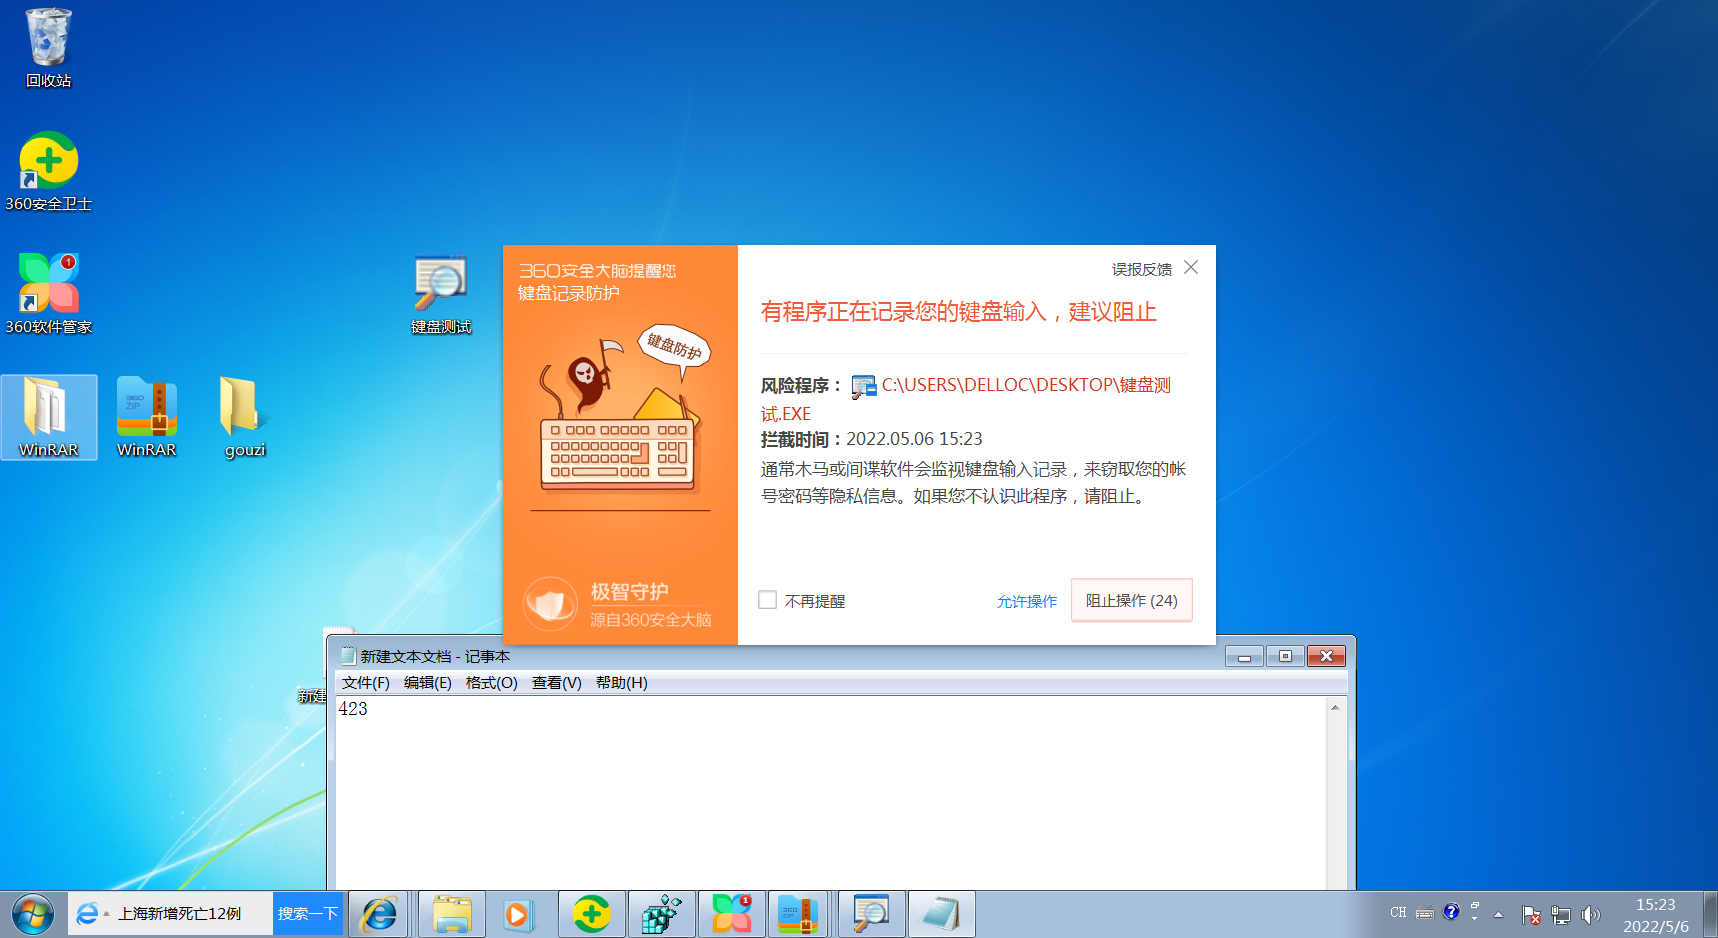 回收站
360安全卫士
1
360软件管家
WinRAR
360
ZIP
WinRAR
gouzi
键盘测试
360安全大脑提醒您
键盘记录防护
键盘防护
极智守护
源自360安全大脑
误报反馈
有程序正在记录您的键盘输入，建议阻止
风险程序： C:\USERS\DELLOC\DESKTOP\键盘测
试.EXE
拦截时间：2022.05.06 15:23
通常木马或间谍软件会监视键盘输入记录，来窃取您的帐
号密码等隐私信息。如果您不认识此程序，请阻止。
不再提醒
允许操作
阻止操作 (24)
新建
新建文本文档 - 记事本
文件(F) 编辑(E) 格式(O) 查看(V) 帮助(H)
423
上海新增死亡12例
搜索一下
1
360
ZIP
CH
15:23
2022/5/6